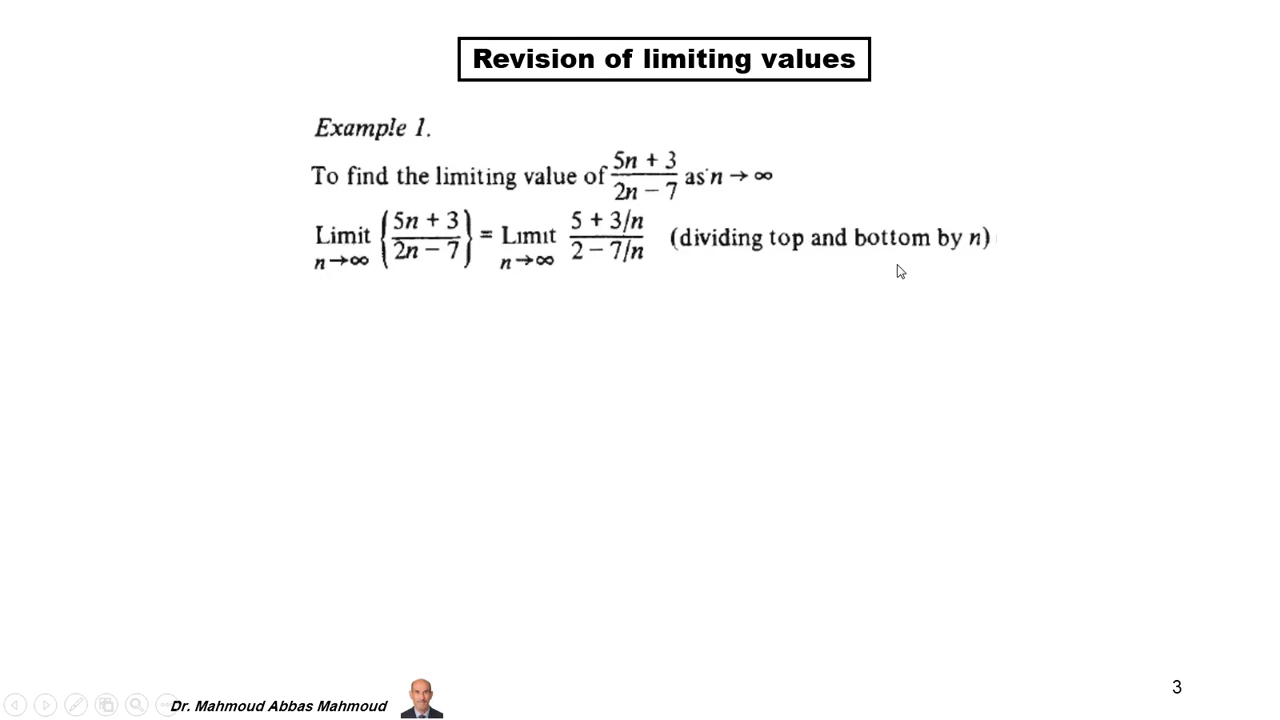 Revision of limiting values
Example 1.
To find the limiting value of (5n + 3)/(2n − 7) as n → ∞
Limit n→∞ {(5n + 3)/(2n − 7)} = Limit n→∞ (5 + 3/n)/(2 − 7/n) (dividing top and bottom by n)
Dr. Mahmoud Abbas Mahmoud
3